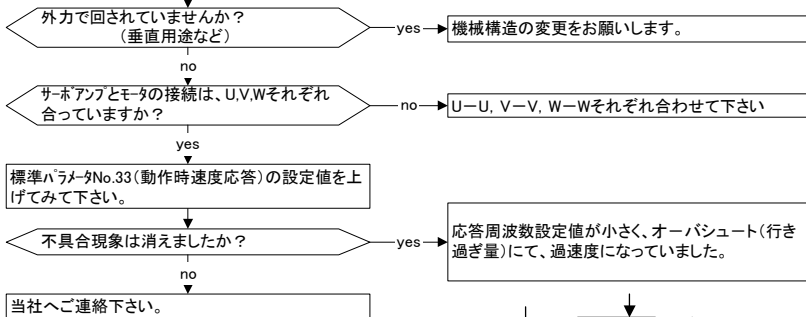 外力で回されていませんか？
（垂直用途など）
yes
機械構造の変更をお願いします。
no
ｻｰﾎﾞｱﾝﾌﾟとﾓｰﾀの接続は、U,V,Wそれぞれ
合っていますか？
no
U－U, V－V, W－Wそれぞれ合わせて下さい
yes
標準ﾊﾟﾗﾒｰﾀNo.33（動作時速度応答）の設定値を上
げてみて下さい。
不具合現象は消えましたか？
yes
応答周波数設定値が小さく、オーバシュート（行き
過ぎ量）にて、過速度になっていました。
no
当社へご連絡下さい。